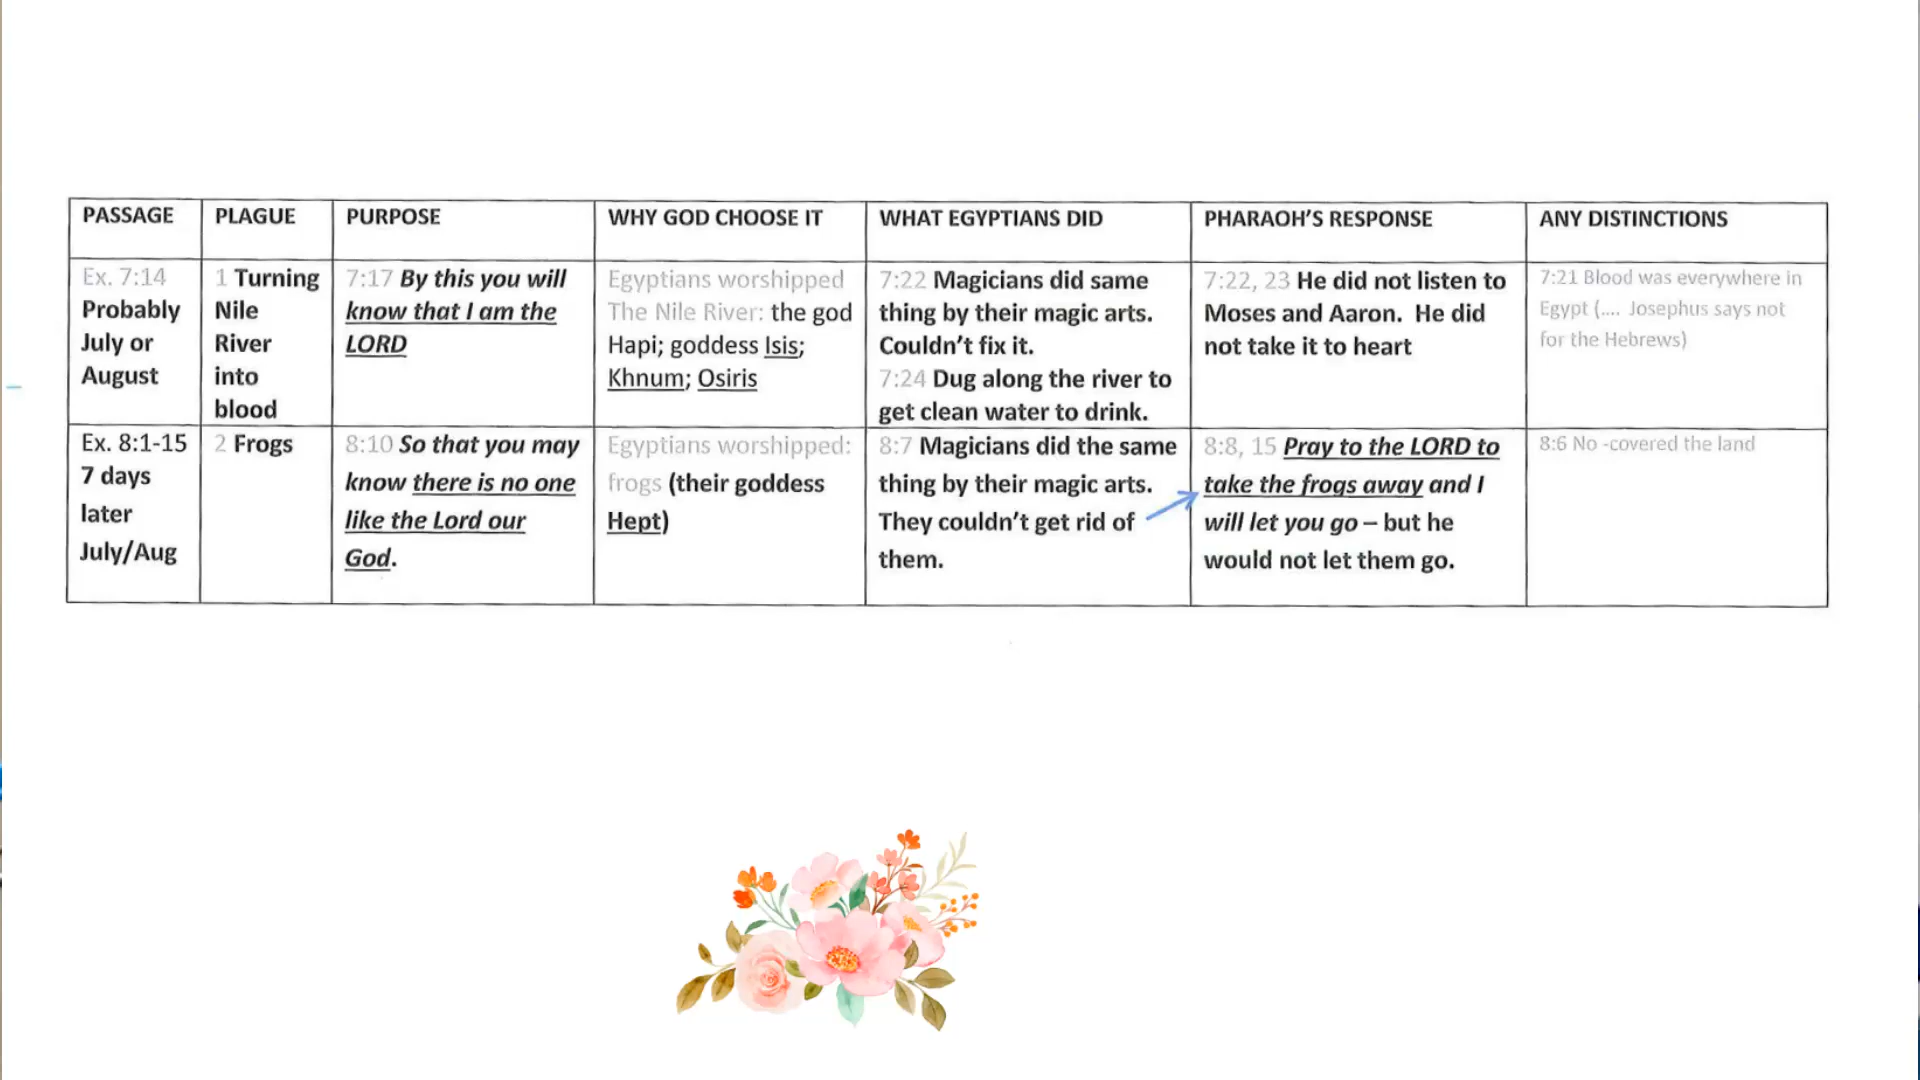 PASSAGE
PLAGUE
PURPOSE
WHY GOD CHOOSE IT
WHAT EGYPTIANS DID
PHARAOH'S RESPONSE
ANY DISTINCTIONS
Ex. 7:14
Probably
July or
August
1 Turning
Nile
River
into
blood
7:17 By this you will
know that I am the
LORD
Egyptians worshipped
The Nile River: the god
Hapi; goddess Isis;
Khnum; Osiris
7:22 Magicians did same
thing by their magic arts.
Couldn't fix it.
7:24 Dug along the river to
get clean water to drink.
7:22, 23 He did not listen to
Moses and Aaron. He did
not take it to heart
7:21 Blood was everywhere in
Egypt (.... Josephus says not
for the Hebrews)
Ex. 8:1-15
7 days
later
July/Aug
2 Frogs
8:10 So that you may
know there is no one
like the Lord our
God.
Egyptians worshipped:
frogs (their goddess
Hept)
8:7 Magicians did the same
thing by their magic arts.
They couldn't get rid of
them.
8:8, 15 Pray to the LORD to
take the frogs away and I
will let you go – but he
would not let them go.
8:6 No -covered the land